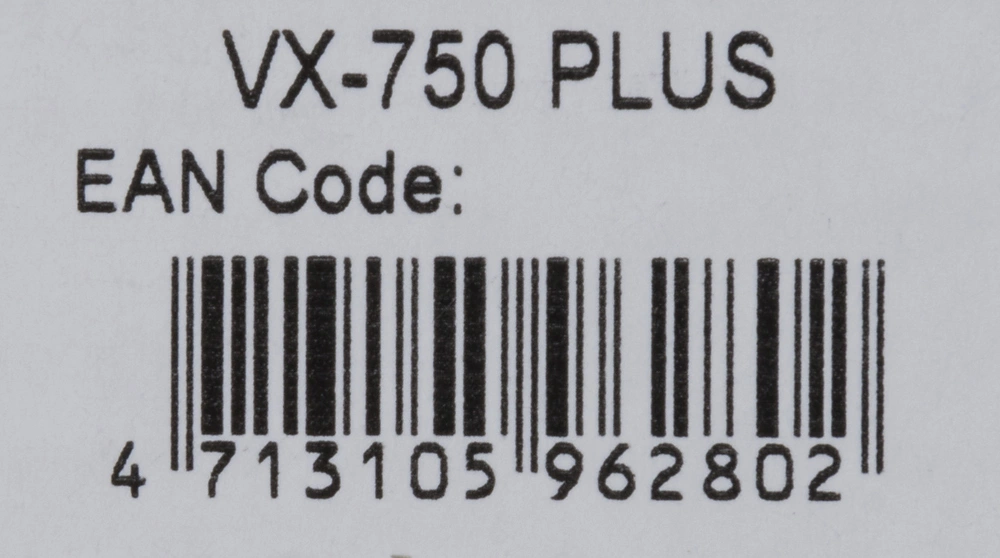 VX-750 PLUS
EAN Code:
4 713105 962802